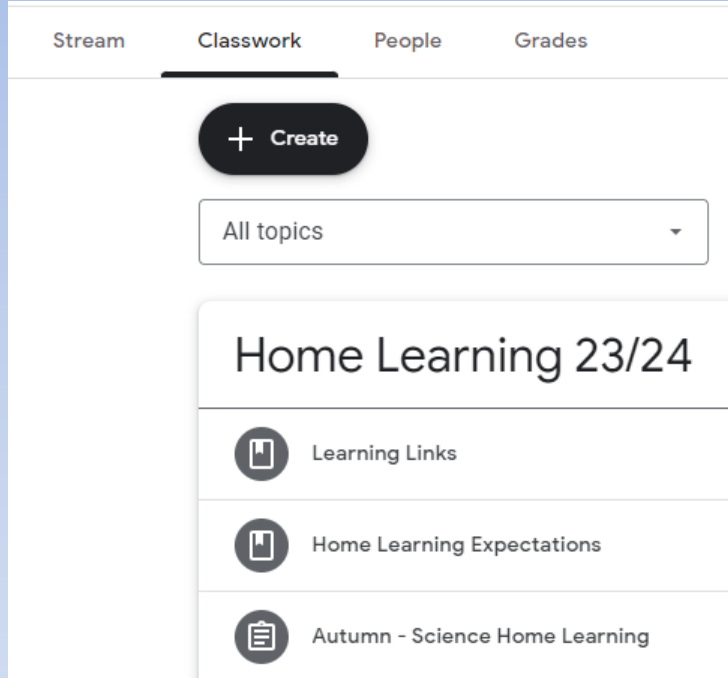 Stream Classwork People Grades
+ Create
All topics
Home Learning 23/24
Learning Links
Home Learning Expectations
Autumn - Science Home Learning